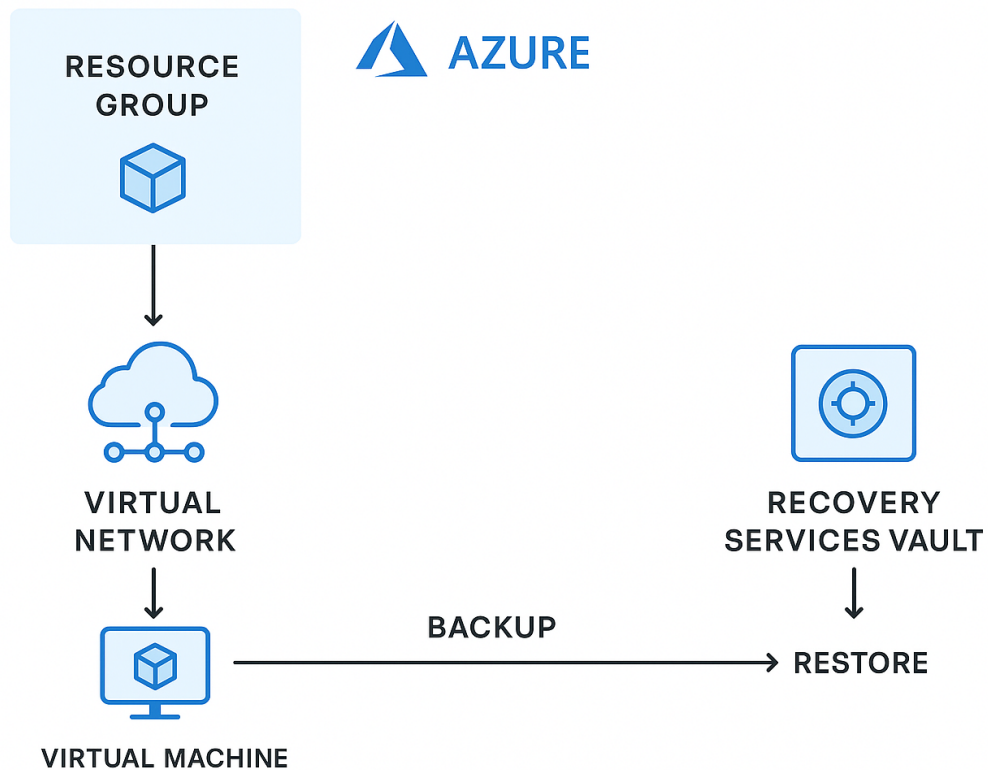 RESOURCE
GROUP
AZURE
VIRTUAL
NETWORK
RECOVERY
SERVICES VAULT
BACKUP
RESTORE
VIRTUAL MACHINE